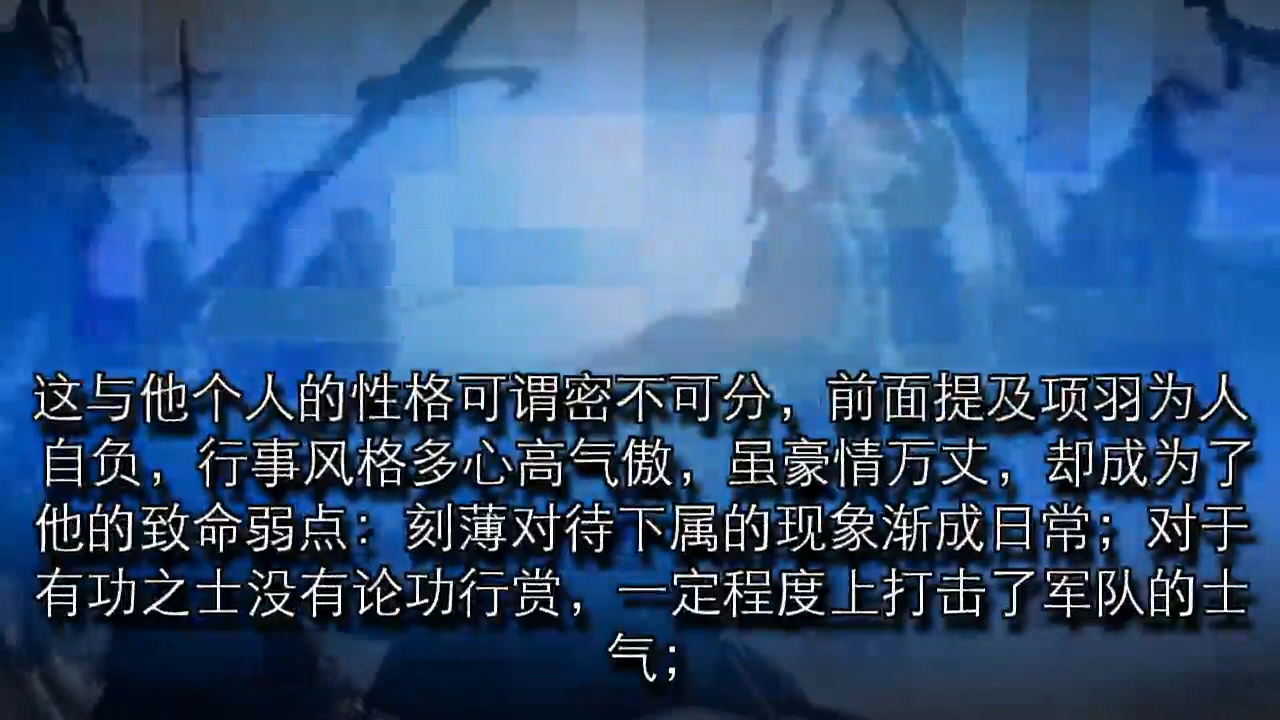 这与他个人的性格可谓密不可分，前面提及项羽为人
自负，行事风格多心高气傲，虽豪情万丈，却成为了
他的致命弱点：刻薄对待下属的现象渐成日常；对于
有功之士没有论功行赏，一定程度上打击了军队的士
气；